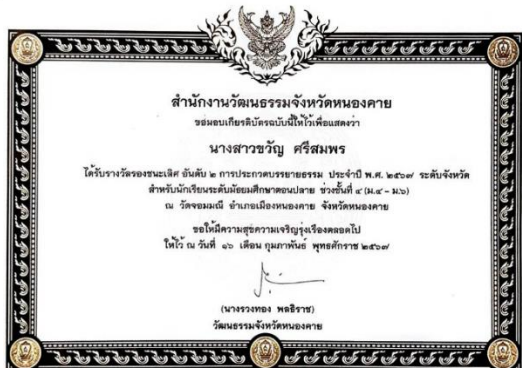 สำนักงานวัฒนธรรมจังหวัดหนองคาย
ขอมอบเกียรติบัตรฉบับนี้ให้ไว้เพื่อแสดงว่า
นางสาวขวัญ ศรีสมพร
ได้รับรางวัลรองชนะเลิศ อันดับ ๒ การประกวดบรรยายธรรม ประจำปี พ.ศ. ๒๕๖๗ ระดับจังหวัด
สำหรับนักเรียนระดับมัธยมศึกษาตอนปลาย ช่วงชั้นที่ ๔ (ม.๔ - ม.๖)
ณ วัดจอมมณี อำเภอเมืองหนองคาย จังหวัดหนองคาย
ขอให้มีความสุขความเจริญรุ่งเรืองตลอดไป
ให้ไว้ ณ วันที่ ๑๖ เดือน กุมภาพันธ์ พุทธศักราช ๒๕๖๗
(นางรวงทอง พลธิราช)
วัฒนธรรมจังหวัดหนองคาย